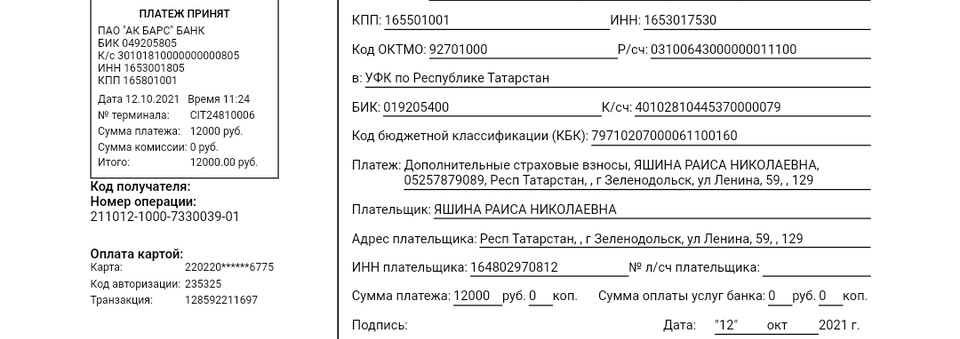 ПЛАТЕЖ ПРИНЯТ
ПАО "АК БАРС" БАНК
БИК 049205805
К/с 30101810000000000805
ИНН 1653001805
КПП 165801001
Дата 12.10.2021 Время 11:24
№ терминала: CIT24810006
Сумма платежа: 12000 руб.
Сумма комиссии: 0 руб.
Итого: 12000.00 руб.
Код получателя:
Номер операции:
211012-1000-7330039-01
Оплата картой:
Карта: 220220******6775
Код авторизации: 235325
Транзакция: 128592211697
КПП: 165501001 ИНН: 1653017530
Код ОКТМО: 92701000 Р/сч: 03100643000000011100
в: УФК по Республике Татарстан
БИК: 019205400 К/сч: 40102810445370000079
Код бюджетной классификации (КБК): 79710207000061100160
Платеж: Дополнительные страховые взносы, ЯШИНА РАИСА НИКОЛАЕВНА,
05257879089, Респ Татарстан, , г Зеленодольск, ул Ленина, 59, , 129
Плательщик: ЯШИНА РАИСА НИКОЛАЕВНА
Адрес плательщика: Респ Татарстан, , г Зеленодольск, ул Ленина, 59, , 129
ИНН плательщика: 164802970812 № л/сч плательщика:
Сумма платежа: 12000 руб. 0 коп. Сумма оплаты услуг банка: 0 руб. 0 коп.
Подпись: Дата: "12" окт 2021 г.